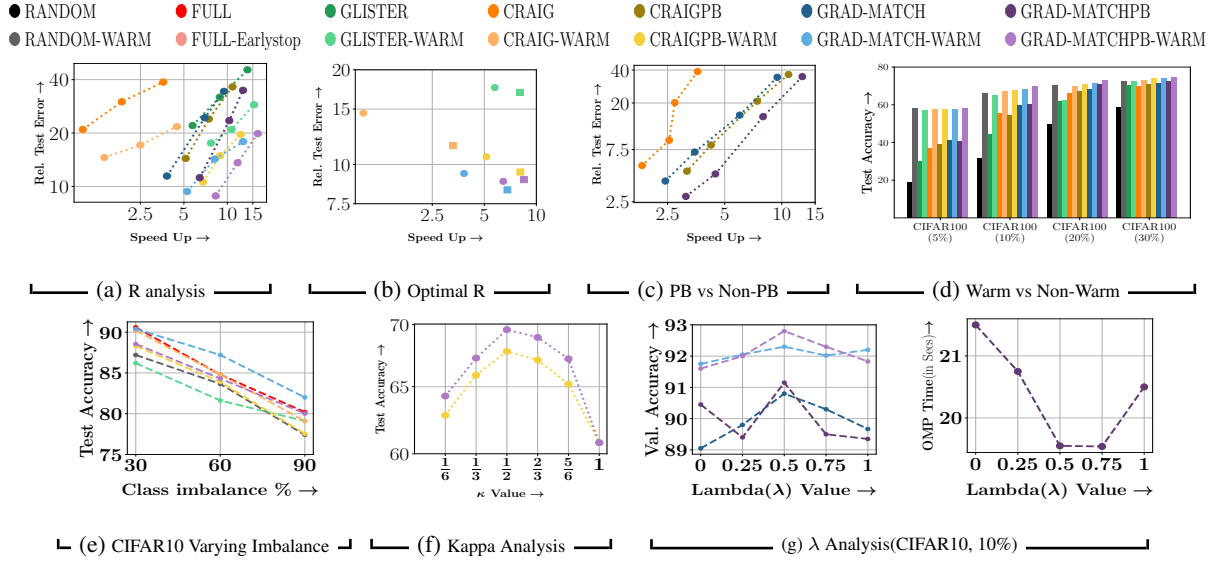 RANDOM FULL GLISTER CRAIG CRAIGPB GRAD-MATCH GRAD-MATCHPB
RANDOM-WARM FULL-Earlystop GLISTER-WARM CRAIG-WARM CRAIGPB-WARM GRAD-MATCH-WARM GRAD-MATCHPB-WARM
Rel. Test Error →
40
20
10
2.5 5 10 15
Speed Up →
Rel. Test Error →
20
15
10
7.5
2.5 5 10
Speed Up →
Rel. Test Error →
40
20
7.5
2.5
2.5 5 10 15
Speed Up →
Test Accuracy →
80
60
40
20
CIFAR100 CIFAR100 CIFAR100 CIFAR100
(5%) (10%) (20%) (30%)
(a) R analysis
(b) Optimal R
(c) PB vs Non-PB
(d) Warm vs Non-Warm
Test Accuracy →
90
85
80
75
30 60 90
Class imbalance % →
Test Accuracy →
70
65
60
1/6 1/3 1/2 2/3 5/6 1
κ Value →
Val. Accuracy →
93
92
91
90
89
0 0.25 0.5 0.75 1
Lambda(λ) Value →
OMP Time(in Secs)→
21
20
0 0.25 0.5 0.75 1
Lambda(λ) Value →
(e) CIFAR10 Varying Imbalance
(f) Kappa Analysis
(g) λ Analysis(CIFAR10, 10%)